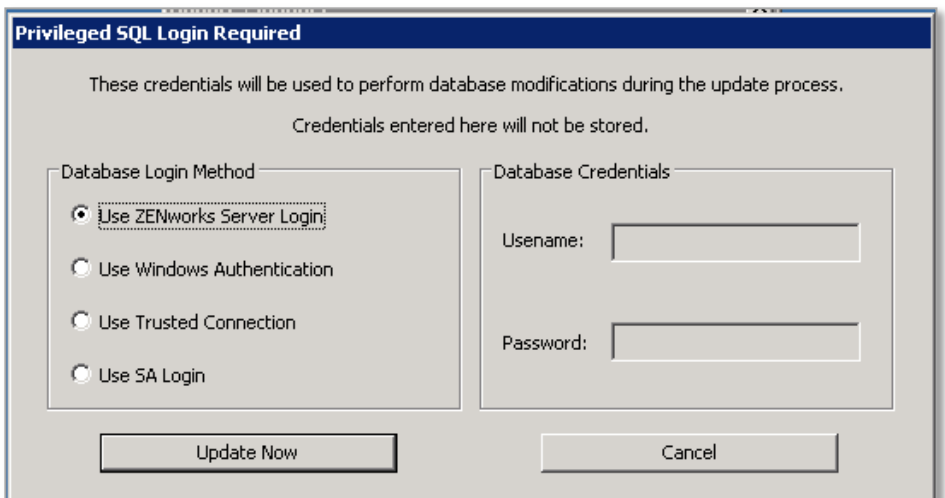 Privileged SQL Login Required
These credentials will be used to perform database modifications during the update process.
Credentials entered here will not be stored.
Database Login Method
Use ZENworks Server Login
Use Windows Authentication
Use Trusted Connection
Use SA Login
Database Credentials
Usename:
Password:
Update Now
Cancel